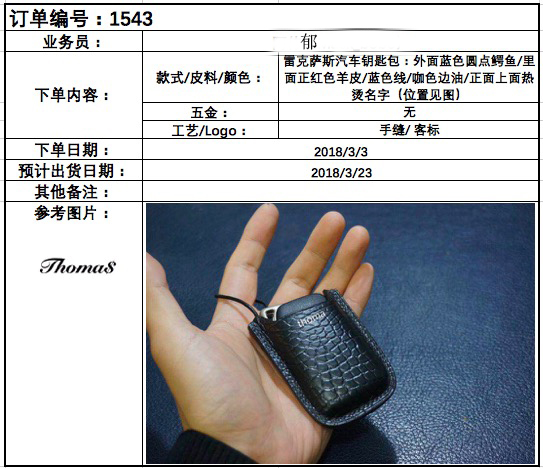 订单编号：1543
业务员：
郁
下单内容：
款式/皮料/颜色：
雷克萨斯汽车钥匙包：外面蓝色圆点鳄鱼/里
面正红色羊皮/蓝色线/咖色边油/正面上面热
烫名字（位置见图）
五金：
无
工艺/Logo：
手缝/ 客标
下单日期：
2018/3/3
预计出货日期：
2018/3/23
其他备注：
参考图片：
Thomas
thoma